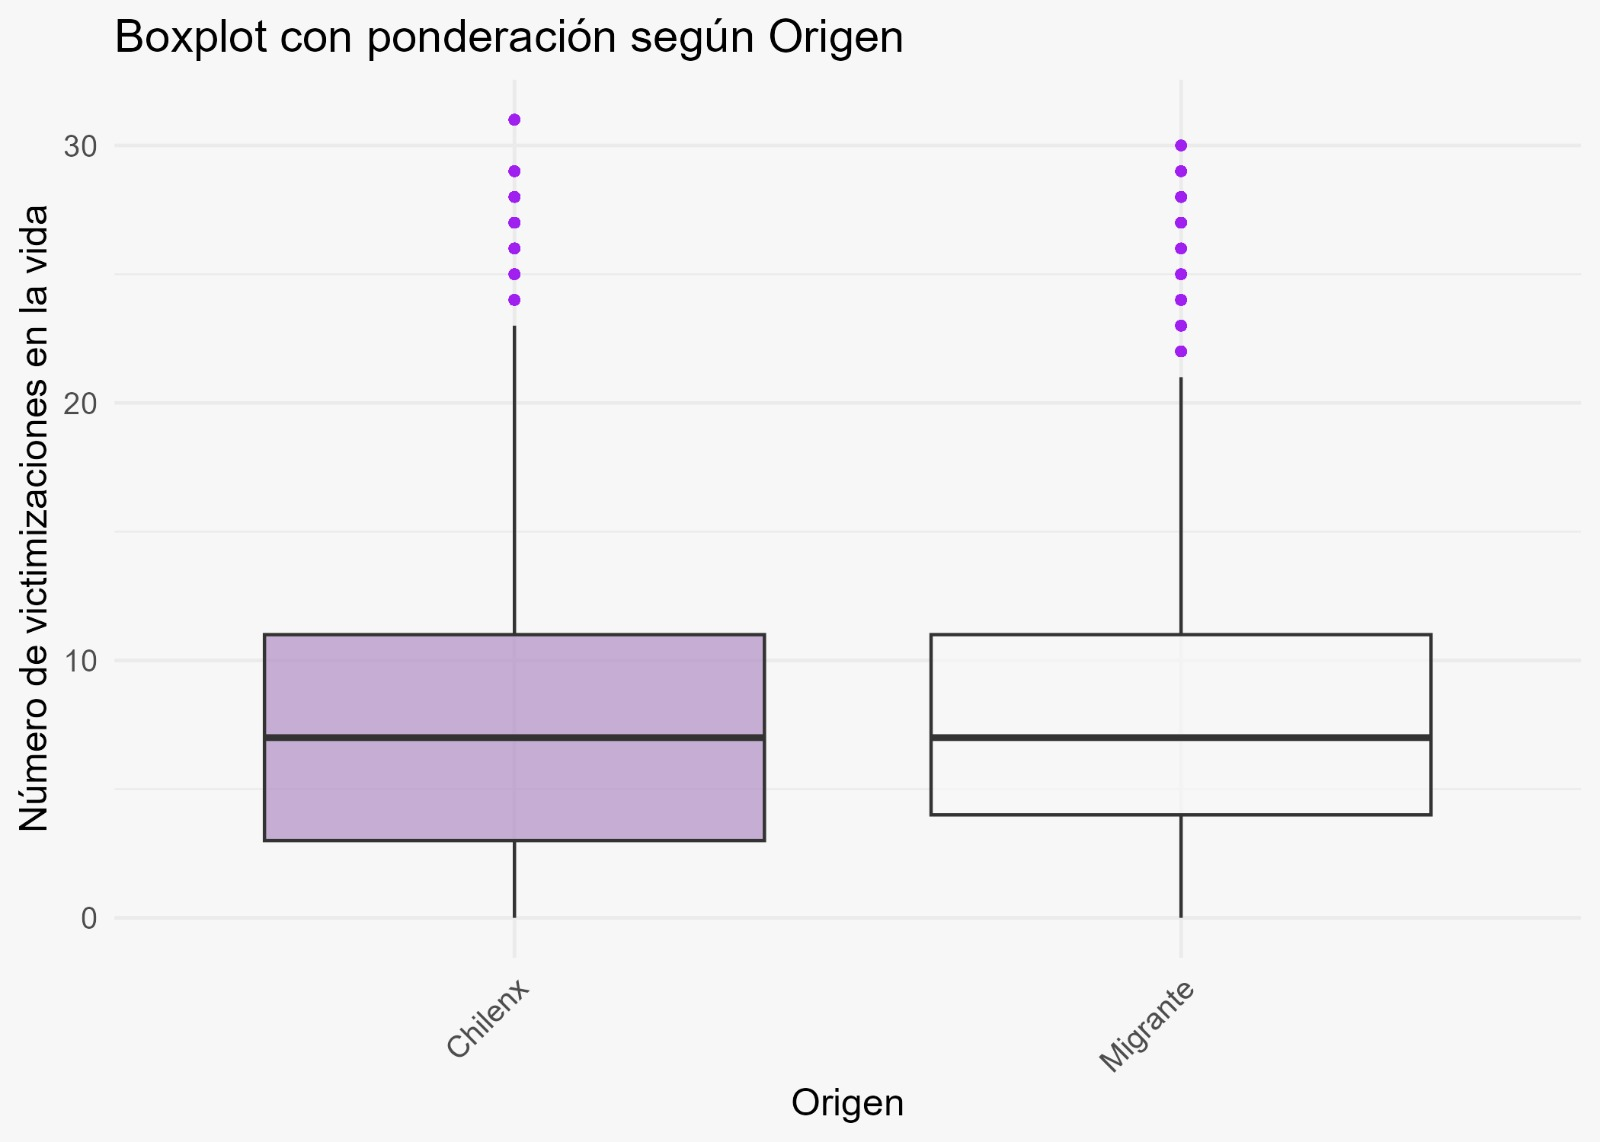 Boxplot con ponderación según Origen
Número de victimizaciones en la vida
30
20
10
0
Chilenx
Migrante
Origen